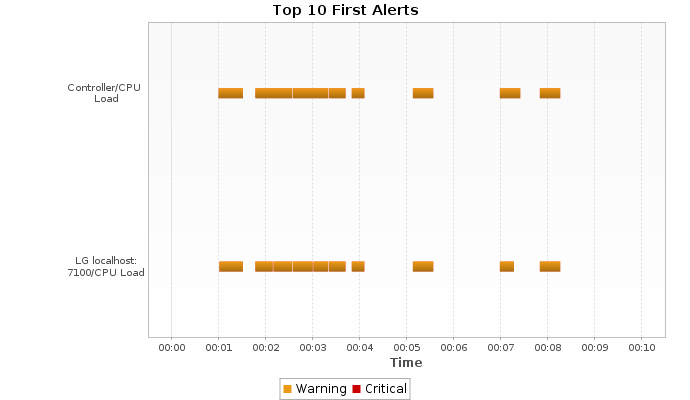 Top 10 First Alerts
Controller/CPU
Load
LG localhost:
7100/CPU Load
00:00 00:01 00:02 00:03 00:04 00:05 00:06 00:07 00:08 00:09 00:10
Time
Warning Critical